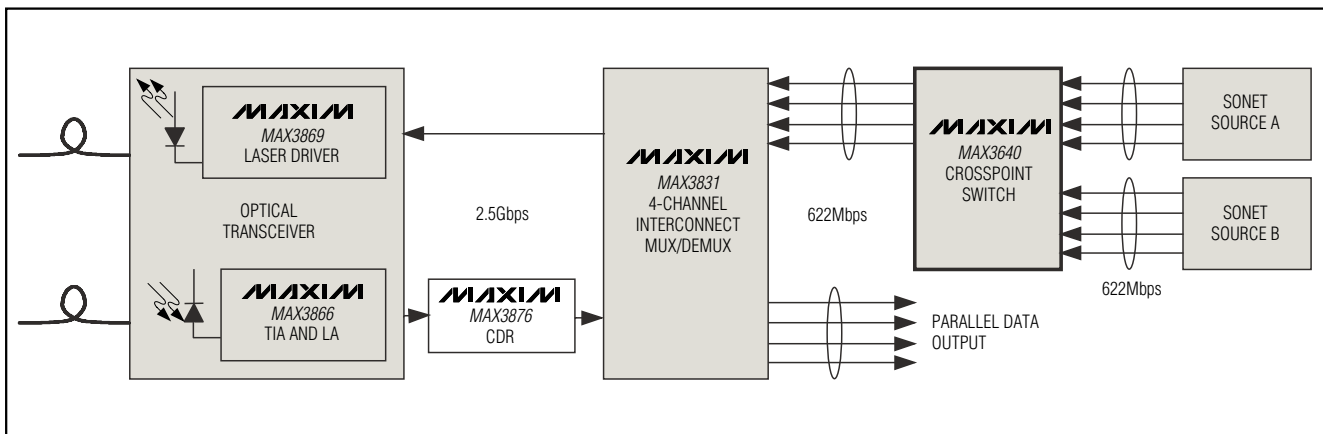 MAXIM
MAX3869
LASER DRIVER
OPTICAL
TRANSCEIVER
MAXIM
MAX3866
TIA AND LA
2.5Gbps
MAXIM
MAX3876
CDR
MAXIM
MAX3831
4-CHANNEL
INTERCONNECT
MUX/DEMUX
622Mbps
PARALLEL DATA
OUTPUT
MAXIM
MAX3640
CROSSPOINT
SWITCH
SONET
SOURCE A
SONET
SOURCE B
622Mbps